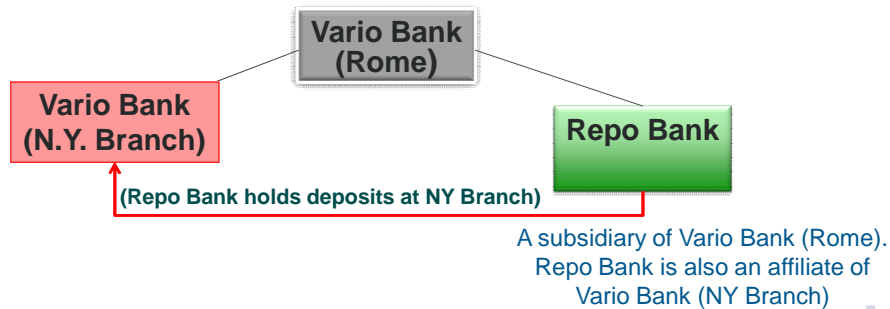 Vario Bank
(Rome)
Vario Bank
(N.Y. Branch)
Repo Bank
(Repo Bank holds deposits at NY Branch)
A subsidiary of Vario Bank (Rome).
Repo Bank is also an affiliate of
Vario Bank (NY Branch)